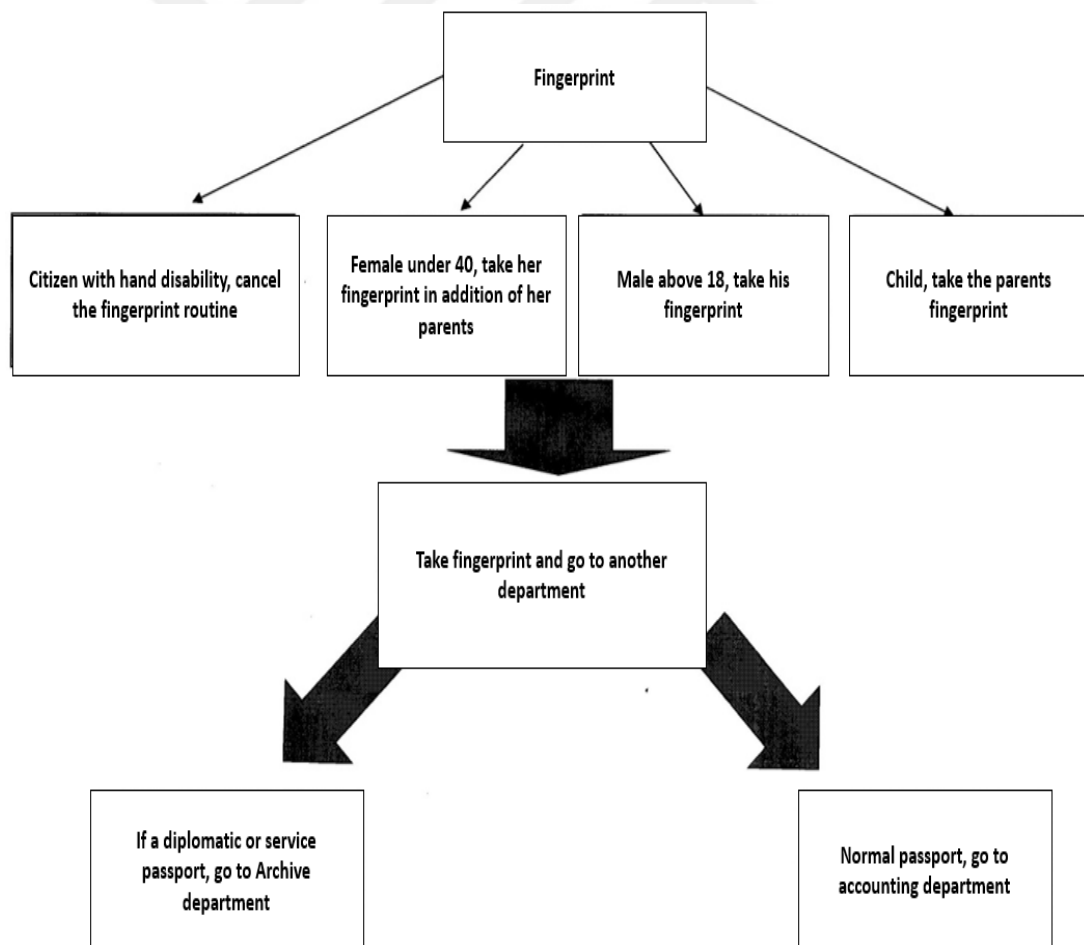 Fingerprint
Citizen with hand disability, cancel
the fingerprint routine
Female under 40, take her
fingerprint in addition of her
parents
Male above 18, take his
fingerprint
Child, take the parents
fingerprint
Take fingerprint and go to another
department
If a diplomatic or service
passport, go to Archive
department
Normal passport, go to
accounting department